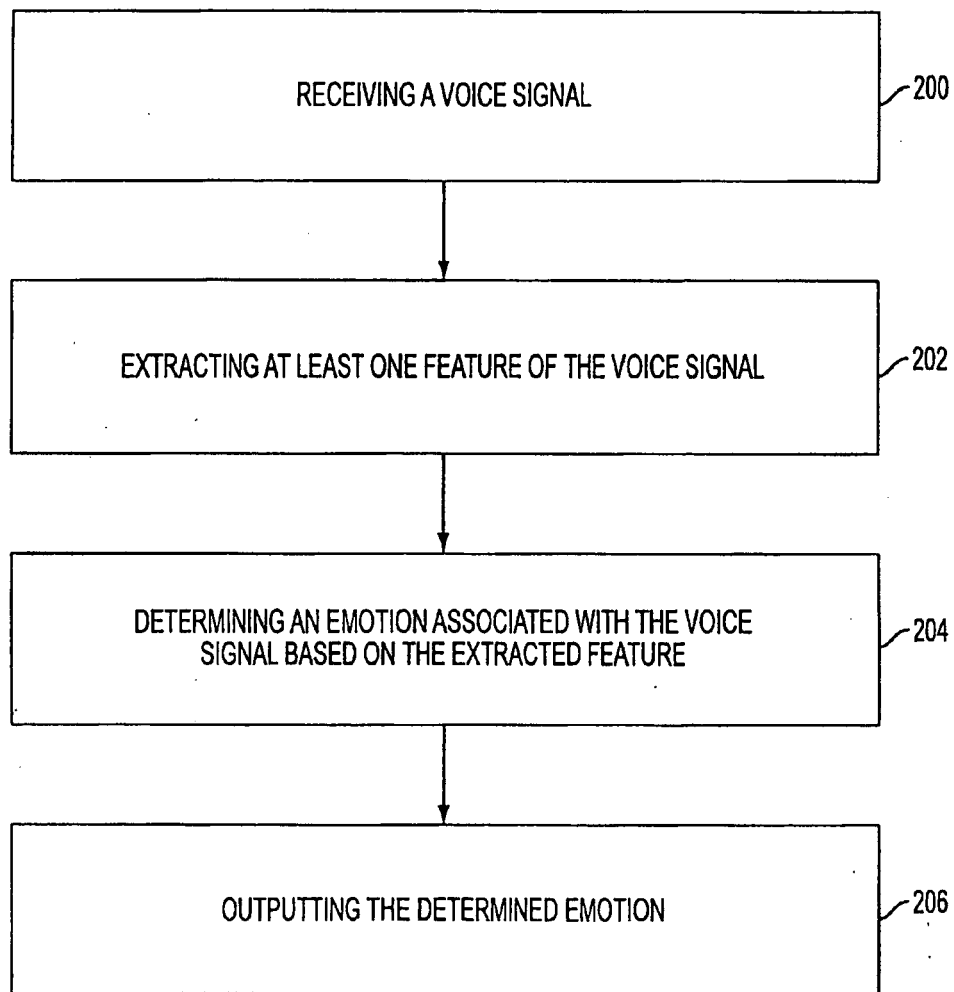 RECEIVING A VOICE SIGNAL
200
EXTRACTING AT LEAST ONE FEATURE OF THE VOICE SIGNAL
202
DETERMINING AN EMOTION ASSOCIATED WITH THE VOICE
SIGNAL BASED ON THE EXTRACTED FEATURE
204
OUTPUTTING THE DETERMINED EMOTION
206